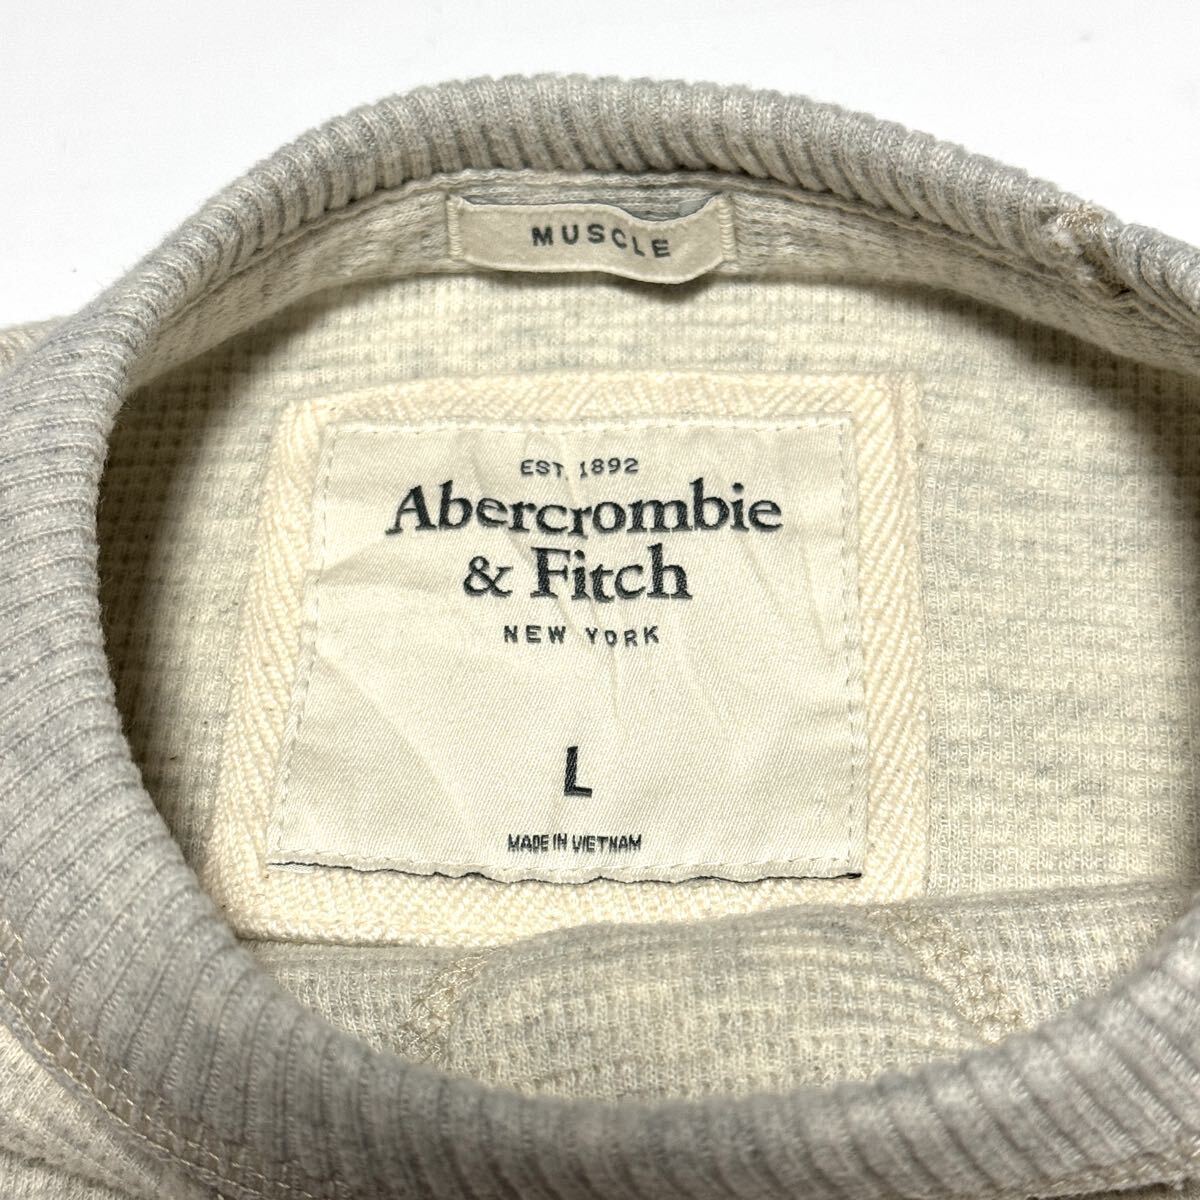 MUSCLE
EST. 1892
Abercrombie
& Fitch
NEW YORK
L
MADE IN VIETNAM